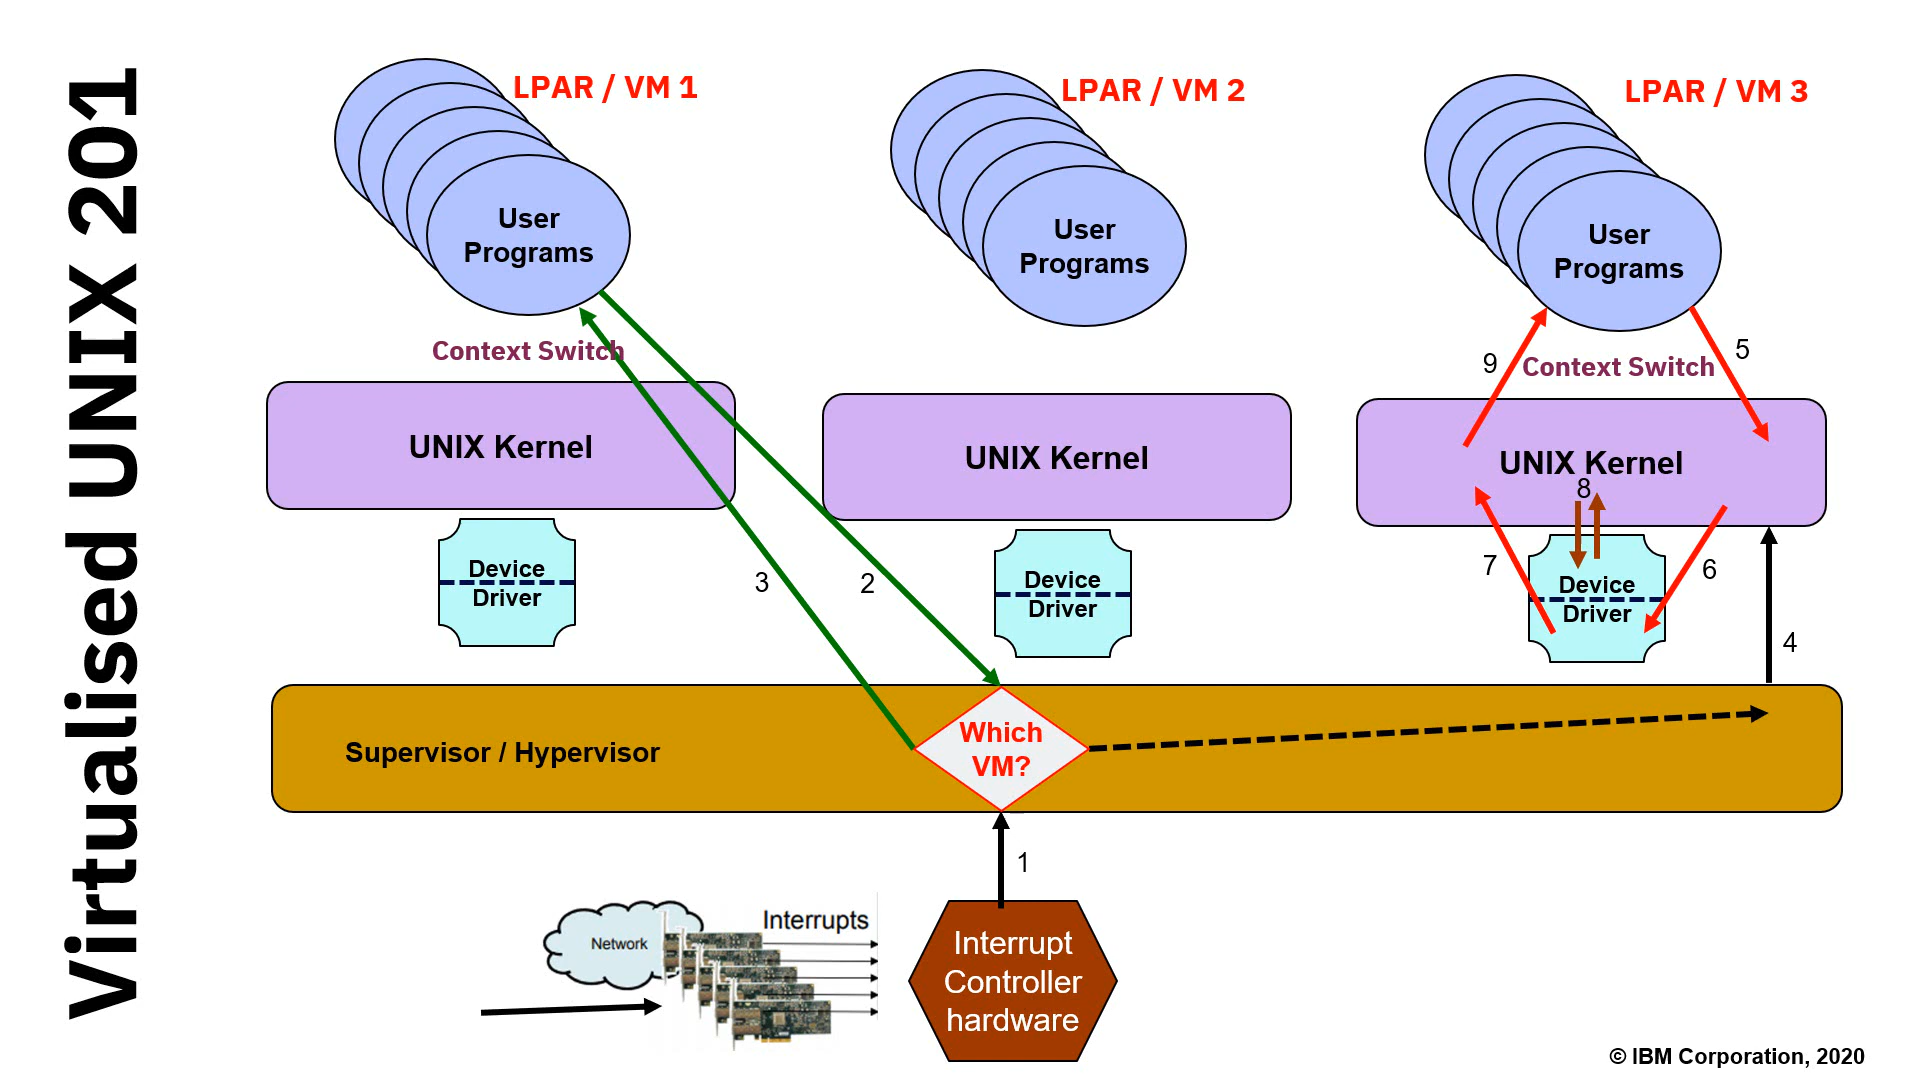 Virtualised UNIX 201
LPAR / VM 1
LPAR / VM 2
LPAR / VM 3
User
Programs
User
Programs
User
Programs
Context Switch
9
Context Switch
5
UNIX Kernel
UNIX Kernel
UNIX Kernel
8
Device
Driver
3
2
Device
Driver
7
Device
Driver
6
4
Supervisor / Hypervisor
Which
VM?
1
Network
Interrupts
Interrupt
Controller
hardware
© IBM Corporation, 2020